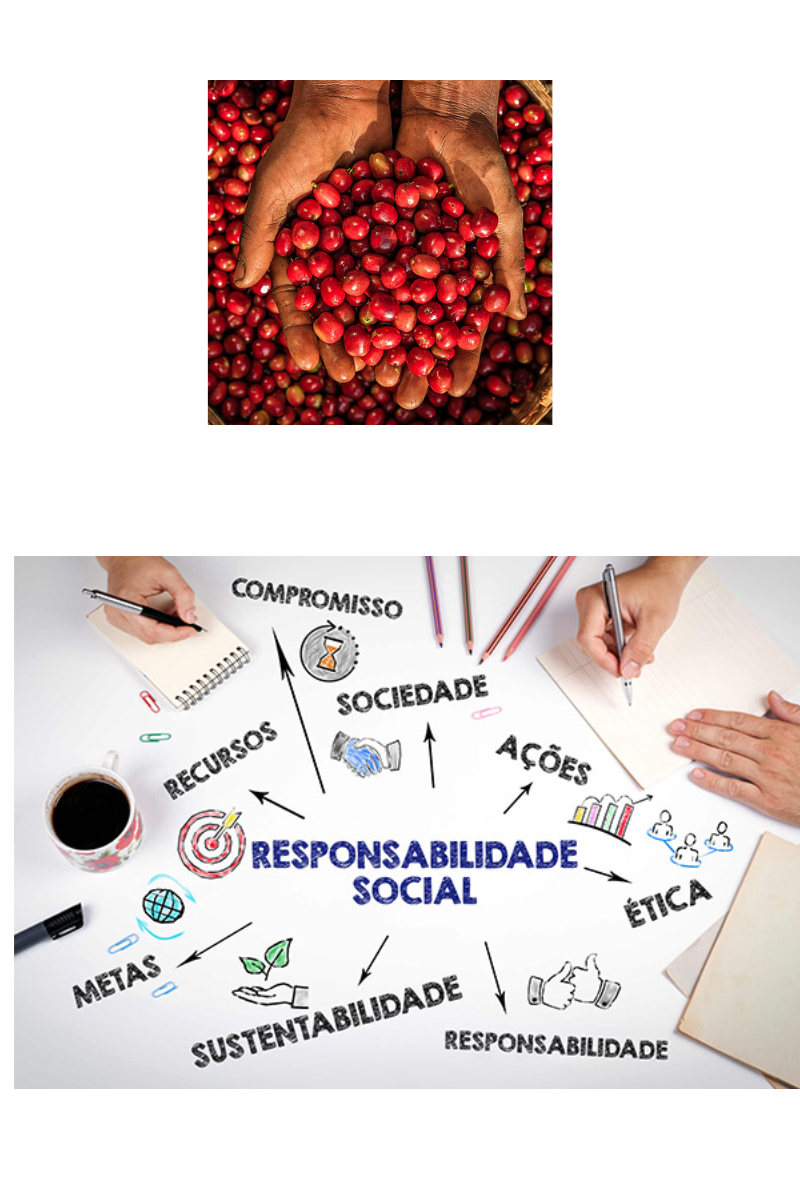 COMPROMISSO
SOCIEDADE
RECURSOS
AÇÕES
RESPONSABILIDADE
SOCIAL
ÉTICA
METAS
SUSTENTABILIDADE
RESPONSABILIDADE